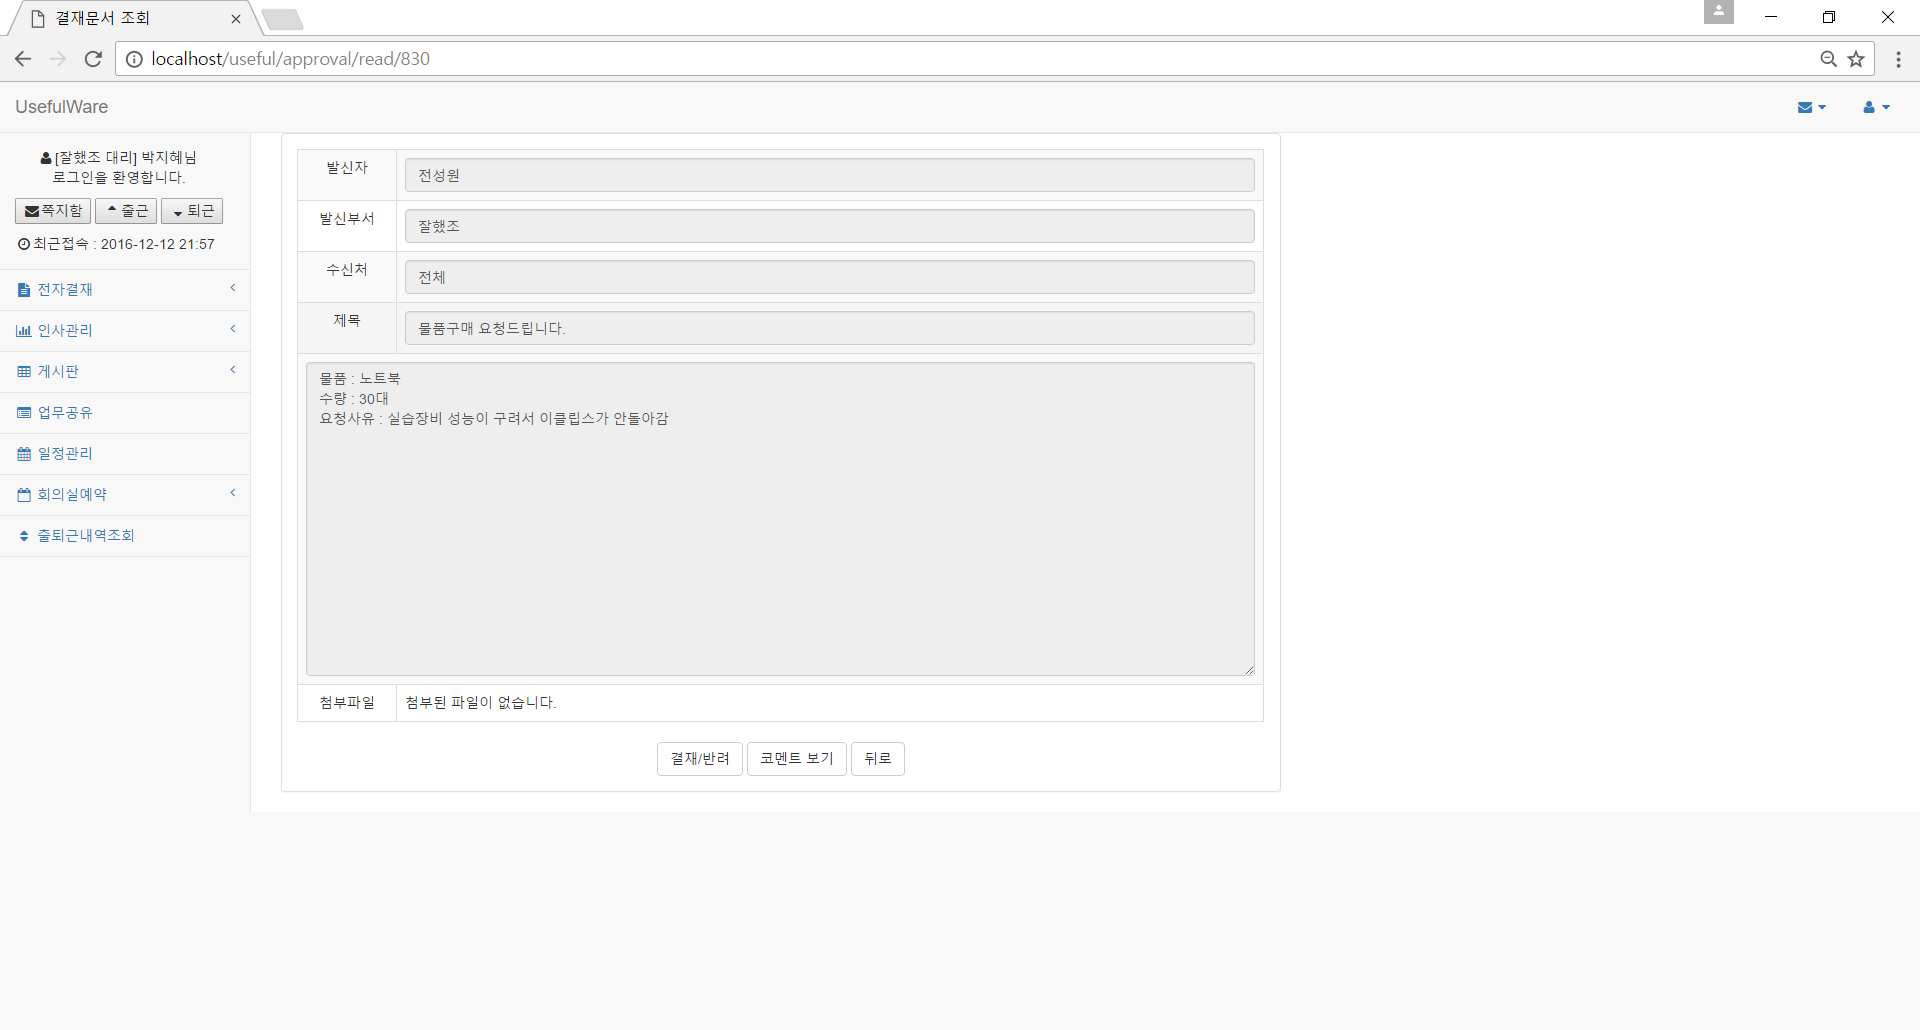 결재문서 조회
localhost/useful/approval/read/830
UsefulWare
[잘했조 대리] 박지혜님
로그인을 환영합니다.
쪽지함 출근 퇴근
최근접속 : 2016-12-12 21:57
전자결재
인사관리
게시판
업무공유
일정관리
회의실예약
출퇴근내역조회
발신자 전성원
발신부서 잘했조
수신처 전체
제목 물품구매 요청드립니다.
물품 : 노트북
수량 : 30대
요청사유 : 실습장비 성능이 구려서 이클립스가 안돌아감
첨부파일 첨부된 파일이 없습니다.
결재/반려 코멘트 보기 뒤로